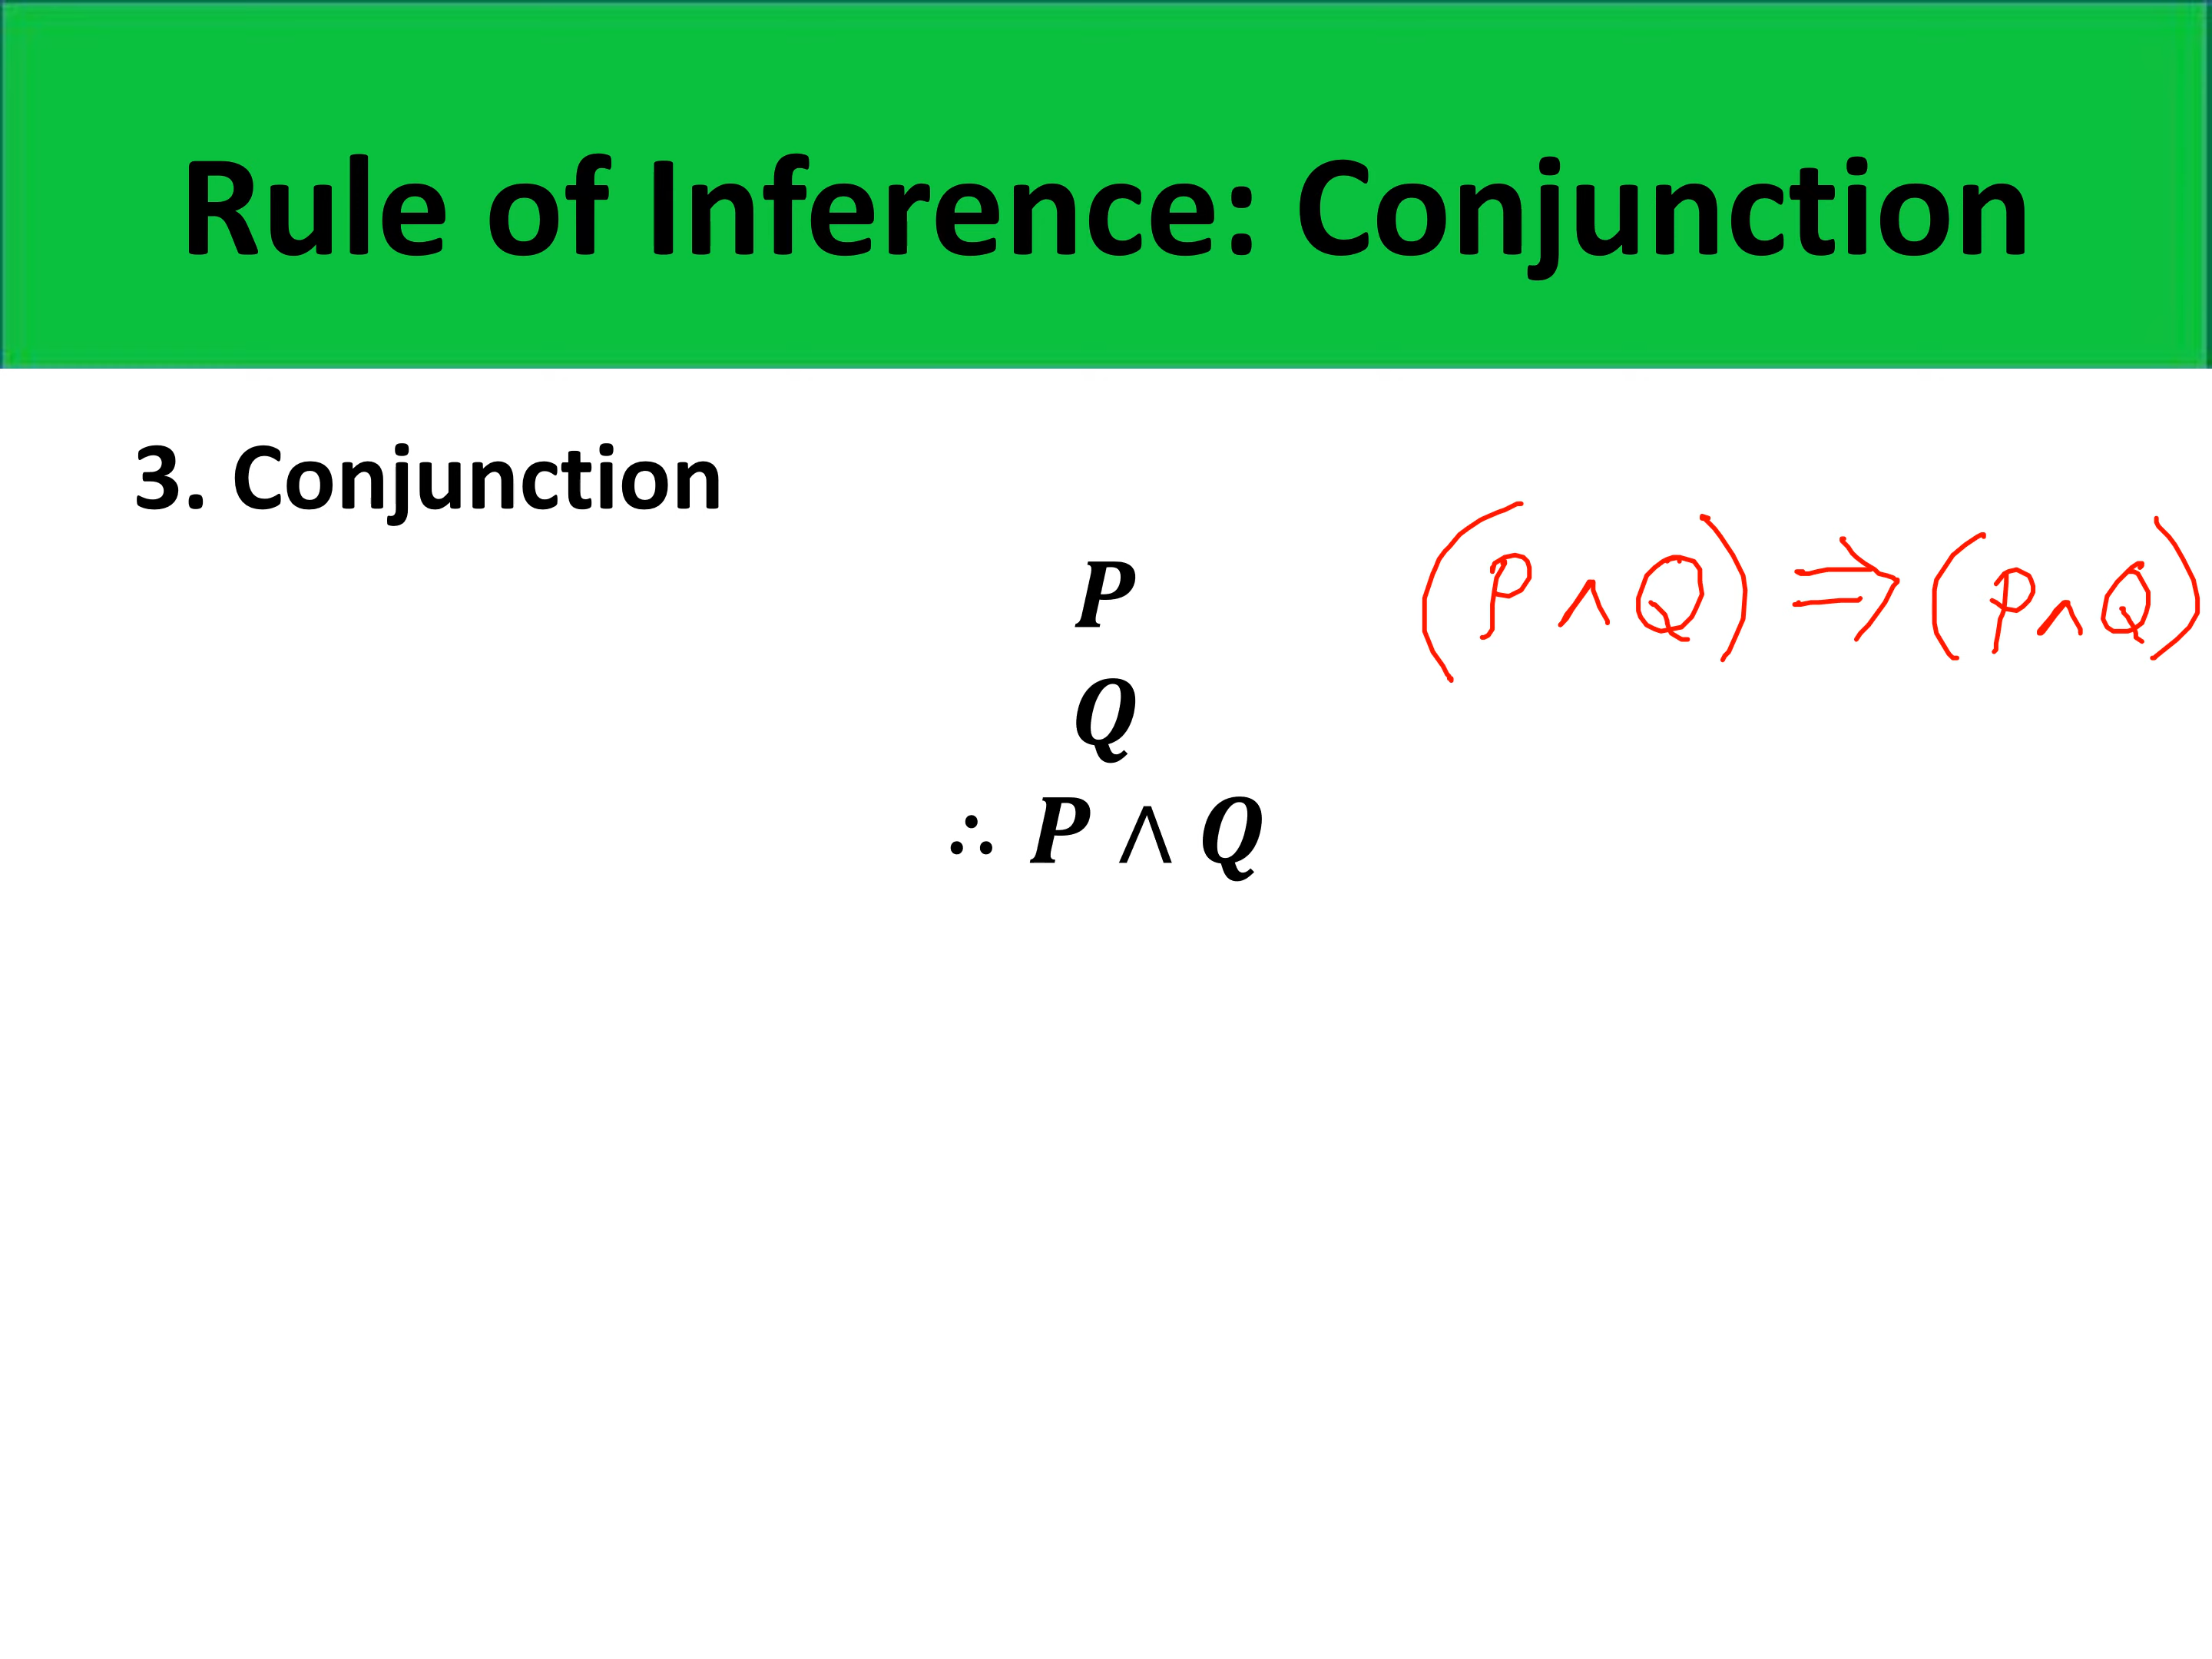 Rule of Inference: Conjunction
3. Conjunction
P
(P ∧ Q) ⇒ (P ∧ Q)
Q
∴ P ∧ Q